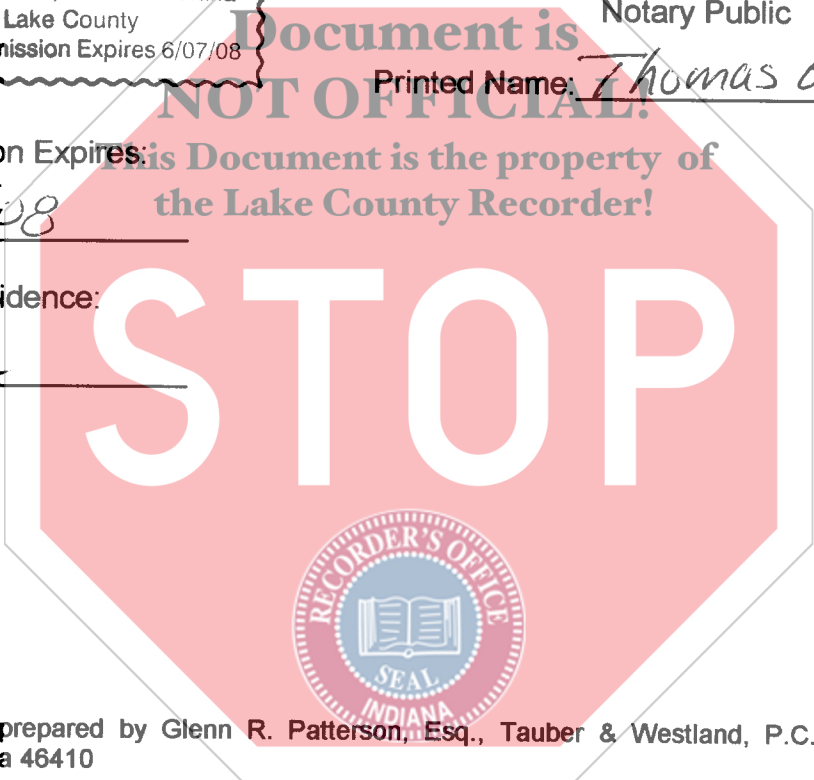 Lake County
Notary Public
Document is
mission Expires 6/07/08
Printed Name: Thomas
NOT OFFICIAL!
on Expires:
This Document is the property of
08
the Lake County Recorder!
idence:
STOP
RECORDER'S OFFICE
SEAL
INDIANA
prepared by Glenn R. Patterson, Esq., Tauber & Westland, P.C.
a 46410